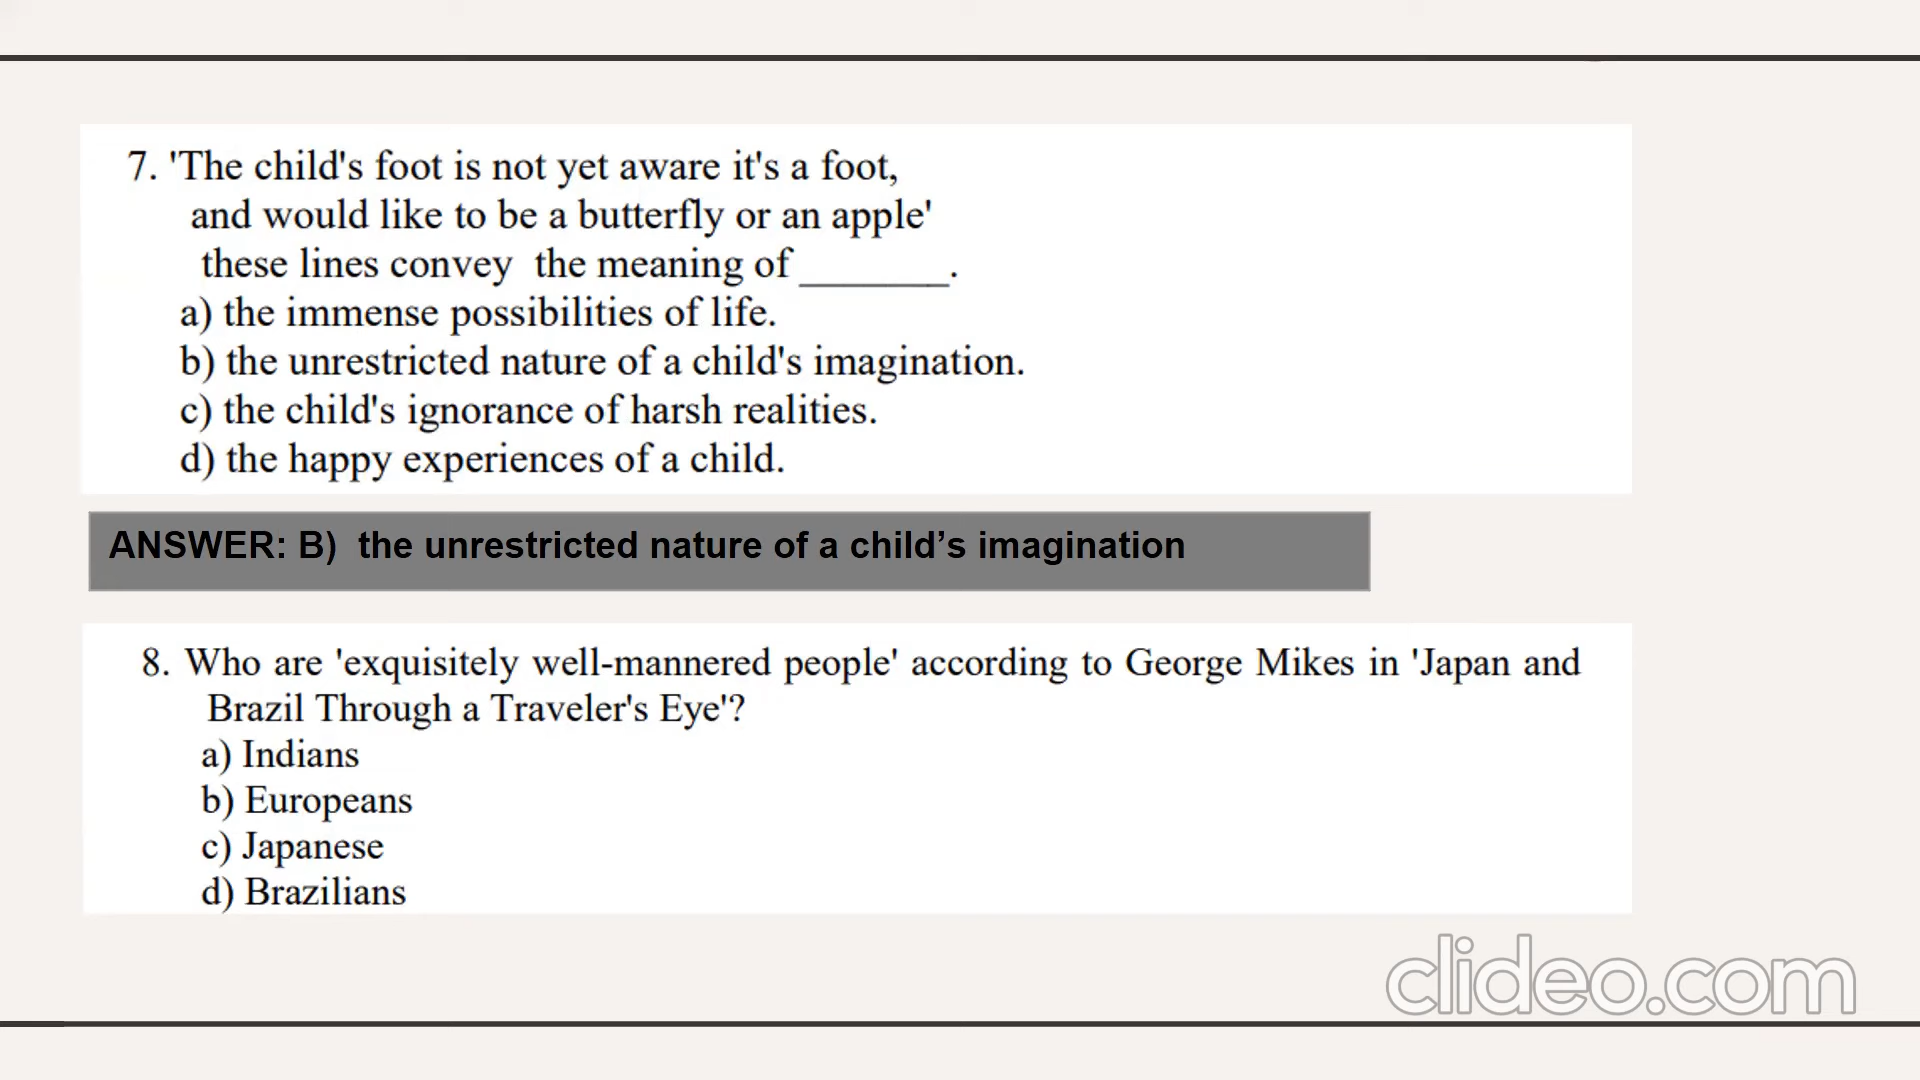 7. 'The child's foot is not yet aware it's a foot,
and would like to be a butterfly or an apple'
these lines convey the meaning of _______.
a) the immense possibilities of life.
b) the unrestricted nature of a child's imagination.
c) the child's ignorance of harsh realities.
d) the happy experiences of a child.
ANSWER: B) the unrestricted nature of a child’s imagination
8. Who are 'exquisitely well-mannered people' according to George Mikes in 'Japan and
Brazil Through a Traveler's Eye'?
a) Indians
b) Europeans
c) Japanese
d) Brazilians
clideo.com